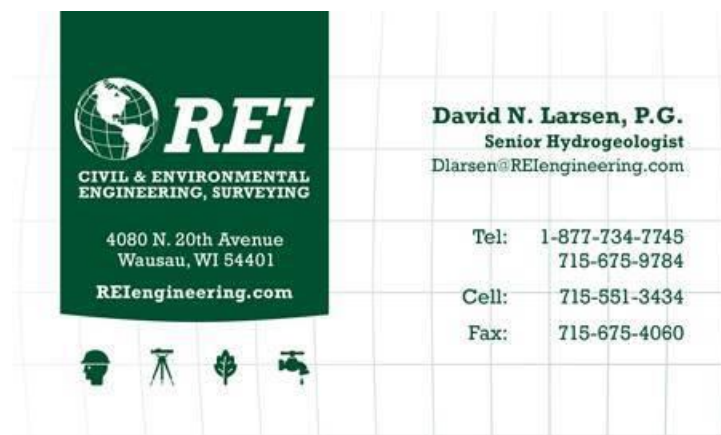 REI
CIVIL & ENVIRONMENTAL
ENGINEERING, SURVEYING
4080 N. 20th Avenue
Wausau, WI 54401
REIengineering.com
David N. Larsen, P.G.
Senior Hydrogeologist
Dlarsen@REIengineering.com
Tel: 1-877-734-7745
715-675-9784
Cell: 715-551-3434
Fax: 715-675-4060